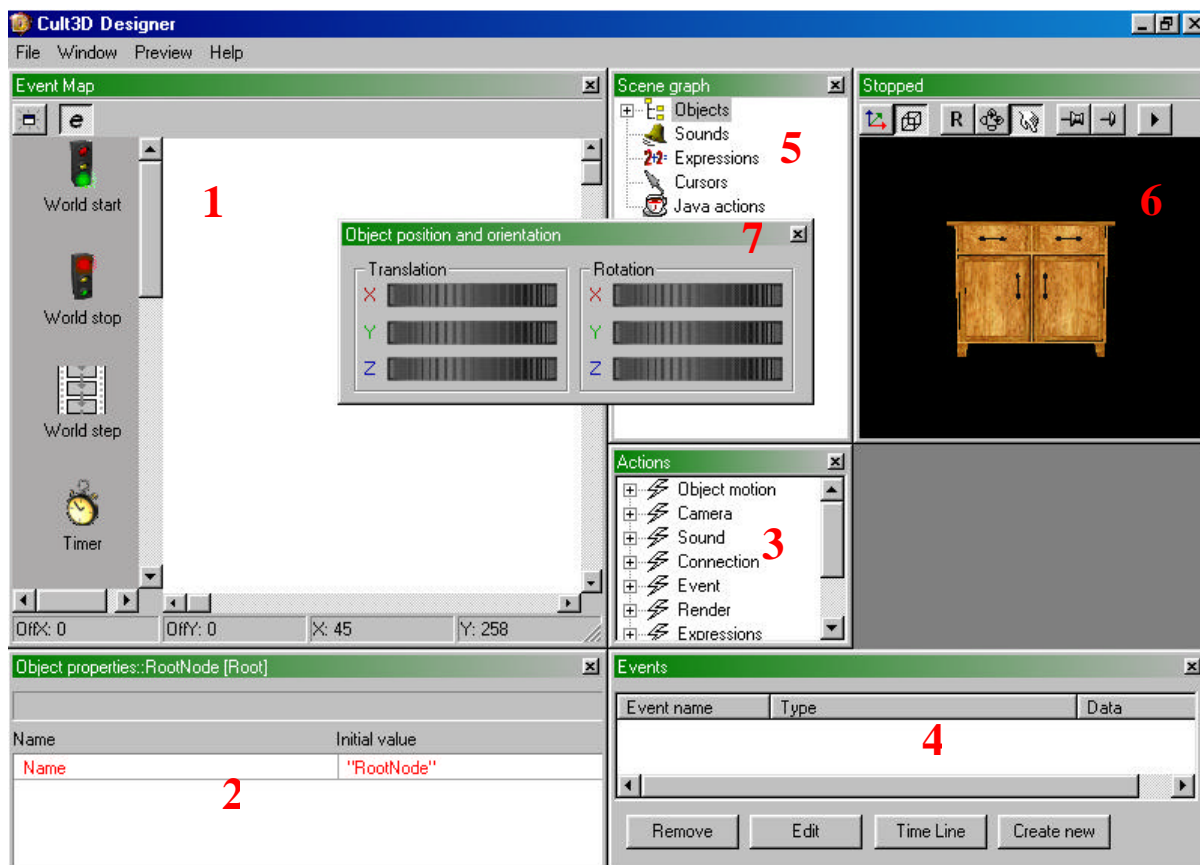 Cult3D Designer
File Window Preview Help
Event Map
e
World start
World stop
World step
Timer
1
OffX: 0 OffY: 0 X: 45 Y: 258
Scene graph
Objects
Sounds
2+2= Expressions
Cursors
Java actions
5
Stopped
R
6
Object position and orientation
7
Translation Rotation
X X
Y Y
Z Z
Actions
Object motion
Camera
Sound
Connection
Event
Render
Expressions
3
Object properties::RootNode [Root]
Name Initial value
Name "RootNode"
2
Events
Event name Type Data
4
Remove Edit Time Line Create new